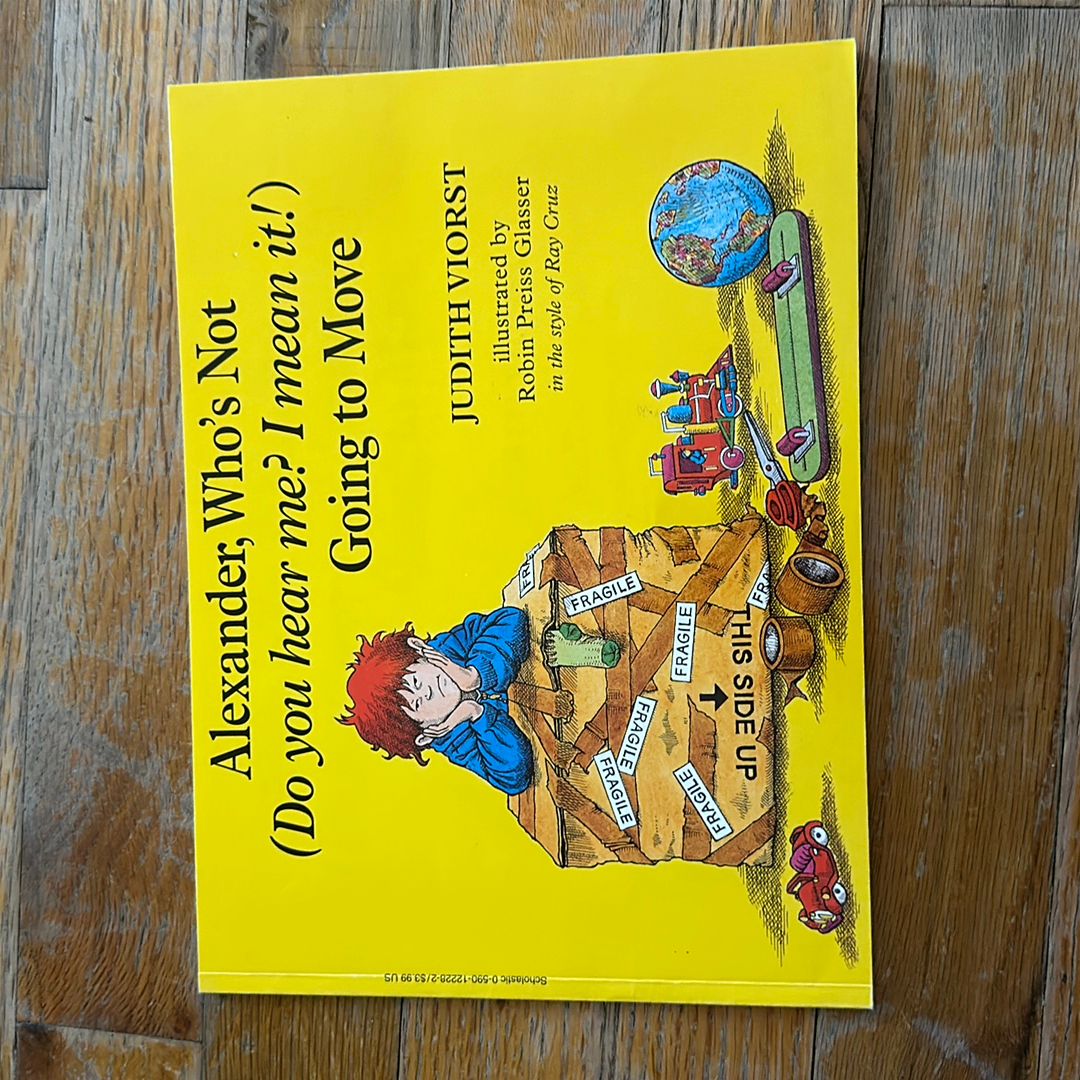 Alexander, Who's Not
(Do you hear me? I mean it!)
Going to Move
JUDITH VIORST
illustrated by
Robin Preiss Glasser
in the style of Ray Cruz
FRA
FRAGILE
FRAGILE
FRA
FRAGILE
FRAGILE
FRAGILE
THIS SIDE UP
Scholastic 0-590-12228-2/$3.99 US